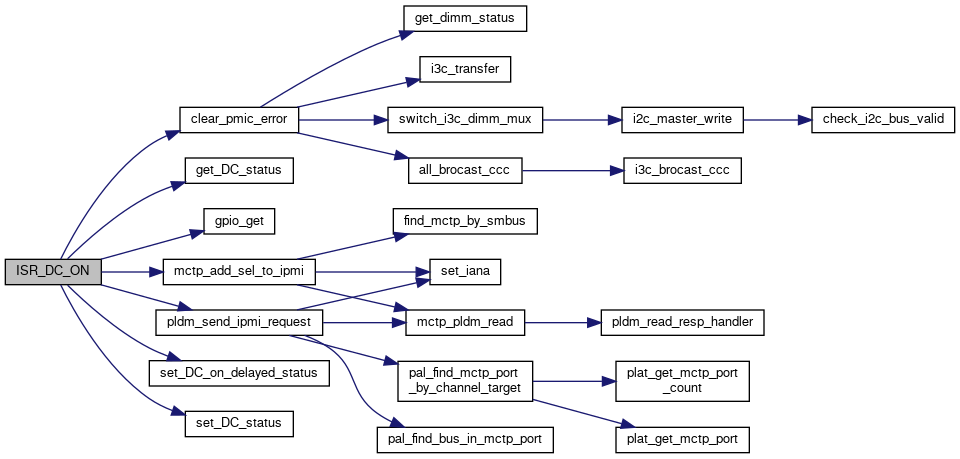 get_dimm_status
i3c_transfer
clear_pmic_error
switch_i3c_dimm_mux
i2c_master_write
check_i2c_bus_valid
get_DC_status
all_brocast_ccc
i3c_brocast_ccc
gpio_get
find_mctp_by_smbus
ISR_DC_ON
mctp_add_sel_to_ipmi
set_iana
pldm_send_ipmi_request
mctp_pldm_read
pldm_read_resp_handler
set_DC_on_delayed_status
pal_find_mctp_port
_by_channel_target
plat_get_mctp_port
_count
set_DC_status
pal_find_bus_in_mctp_port
plat_get_mctp_port